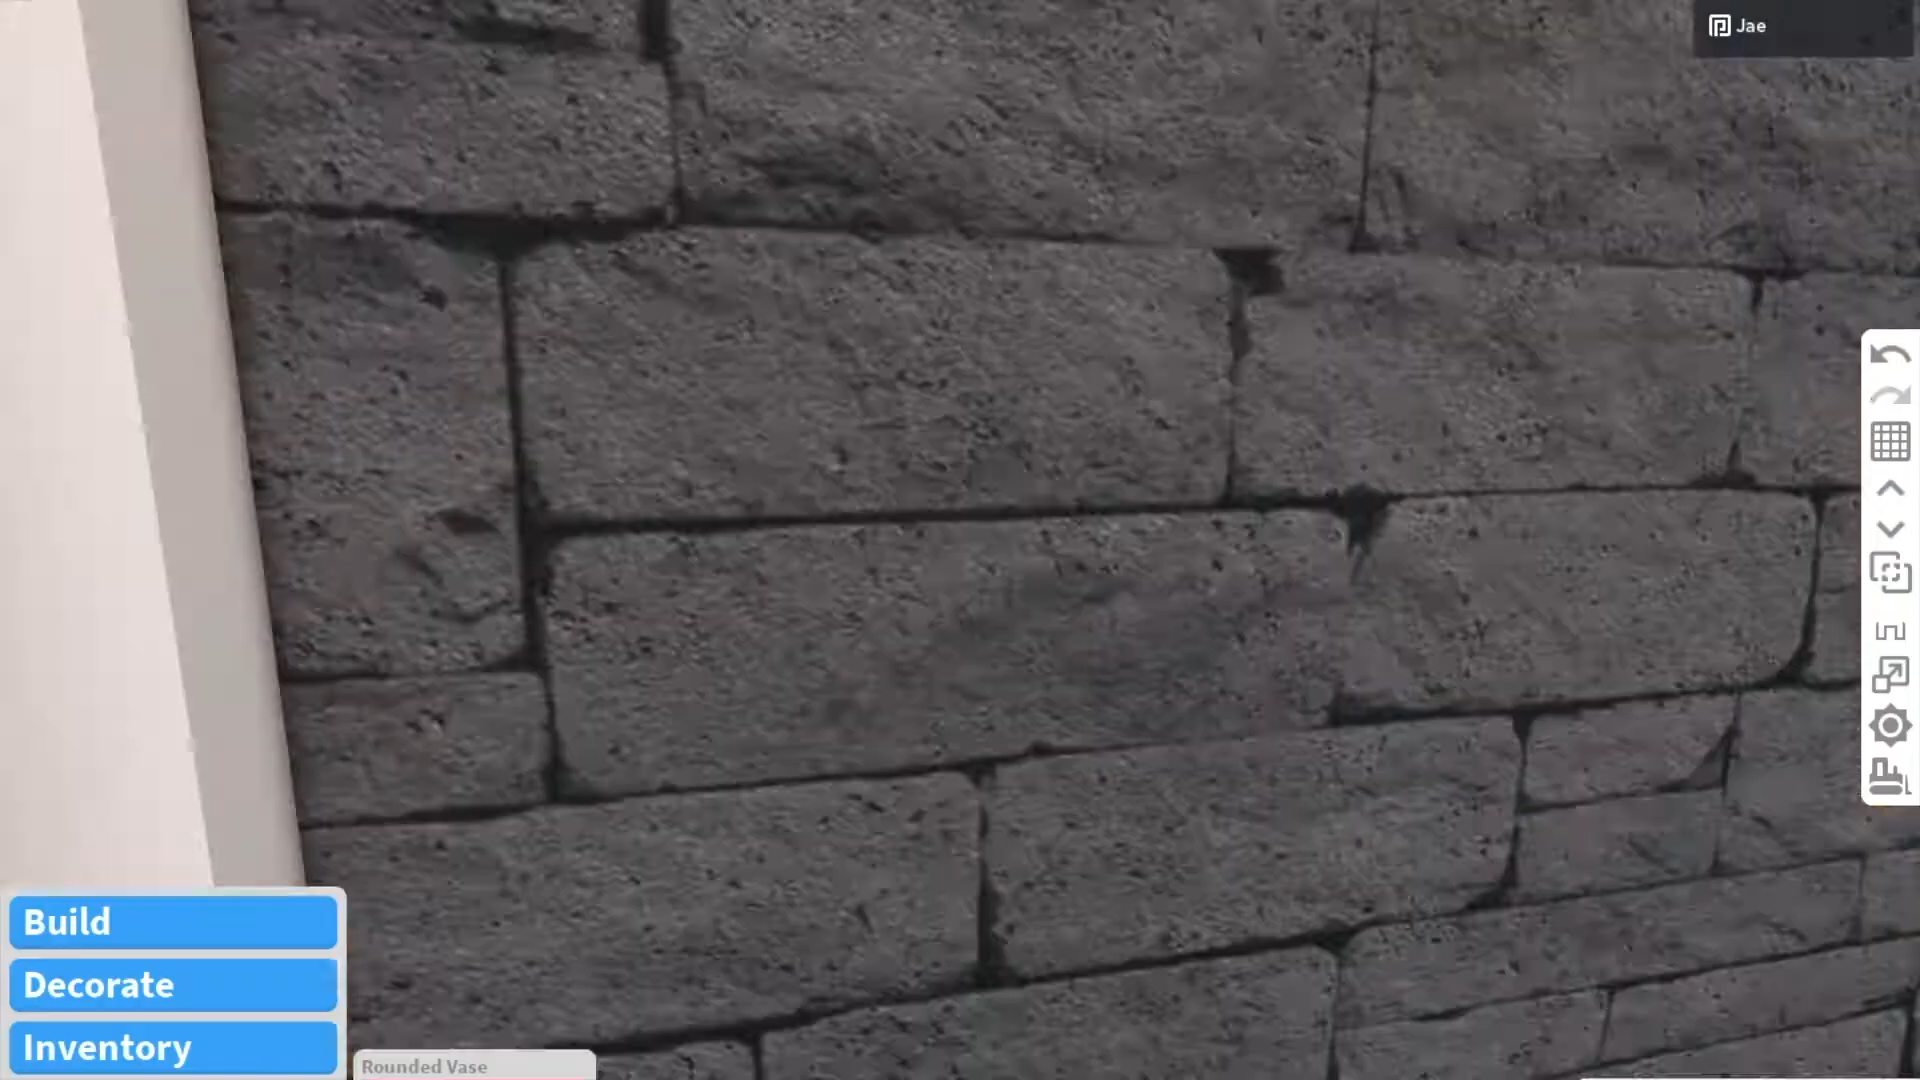 Jae
Build
Decorate
Inventory
Rounded Vase